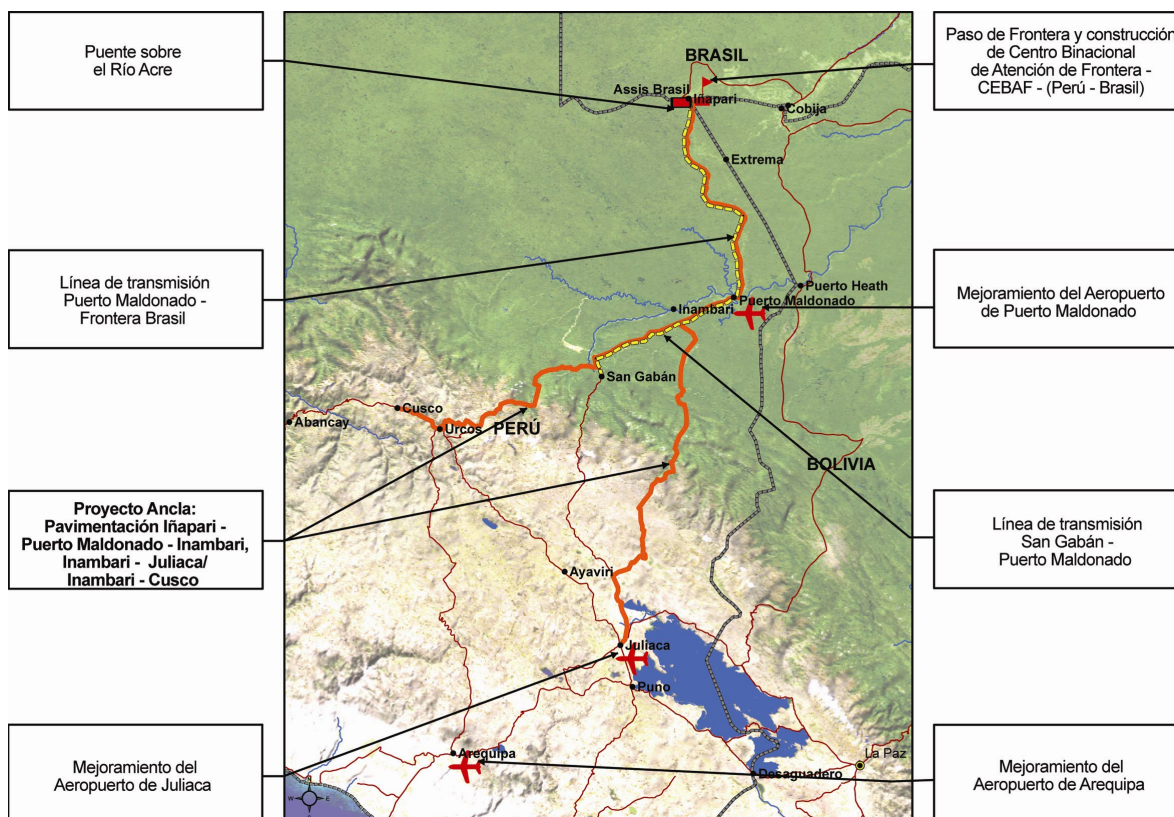 Puente sobre
el Río Acre
Línea de transmisión
Puerto Maldonado -
Frontera Brasil
Proyecto Ancla:
Pavimentación Iñapari -
Puerto Maldonado - Inambari,
Inambari - Juliaca/
Inambari - Cusco
Mejoramiento del
Aeropuerto de Juliaca
BRASIL
Assis Brasil
Iñapari
Cobija
Extrema
Puerto Heath
Puerto Maldonado
Inambari
San Gabán
Cusco
Abancay
Urcos
PERÚ
BOLIVIA
Ayaviri
Juliaca
Puno
Arequipa
La Paz
Desaguadero
W
E
Paso de Frontera y construcción
de Centro Binacional
de Atención de Frontera -
CEBAF - (Perú - Brasil)
Mejoramiento del Aeropuerto
de Puerto Maldonado
Línea de transmisión
San Gabán -
Puerto Maldonado
Mejoramiento del
Aeropuerto de Arequipa